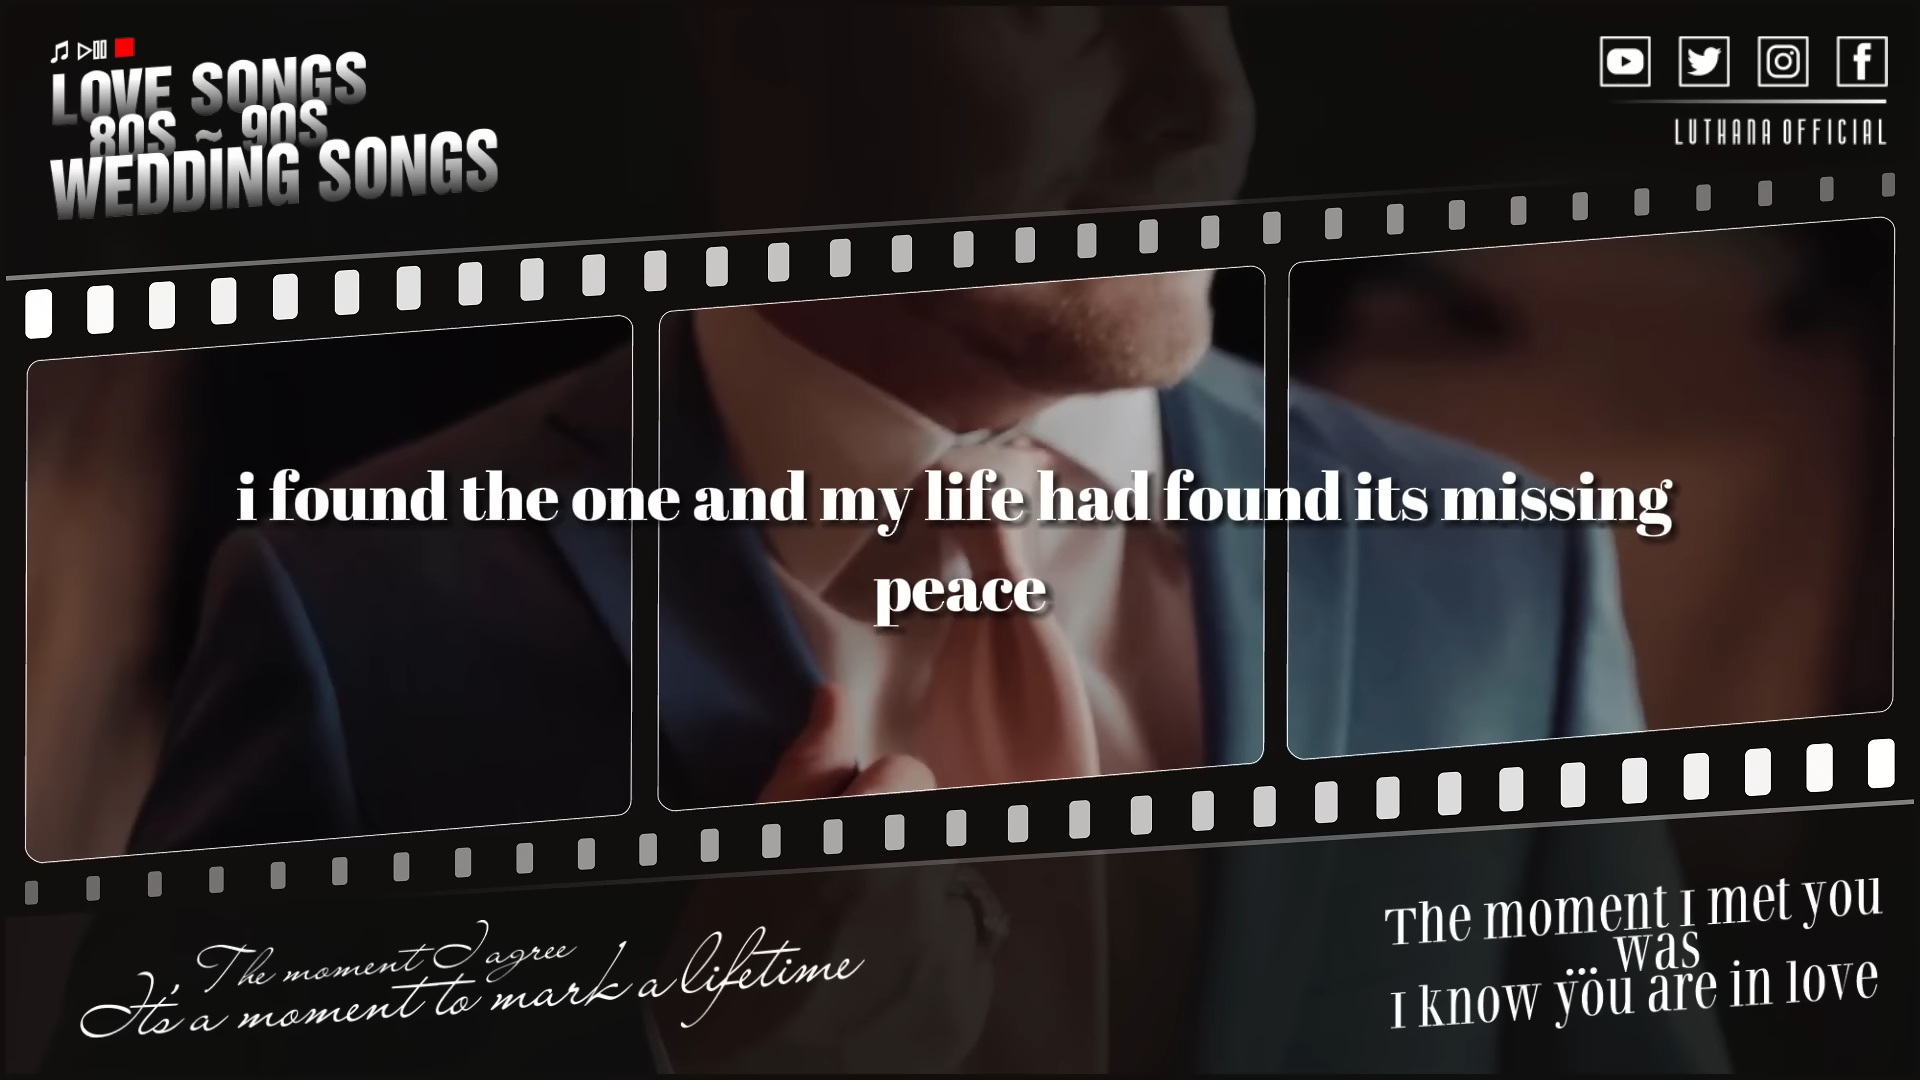 LOVE SONGS
80S ~ 90S
WEDDING SONGS
LUTHANA OFFICIAL
i found the one and my life had found its missing
peace
The moment I agree
It's a moment to mark a lifetime
The moment I met you
was
I know you are in love